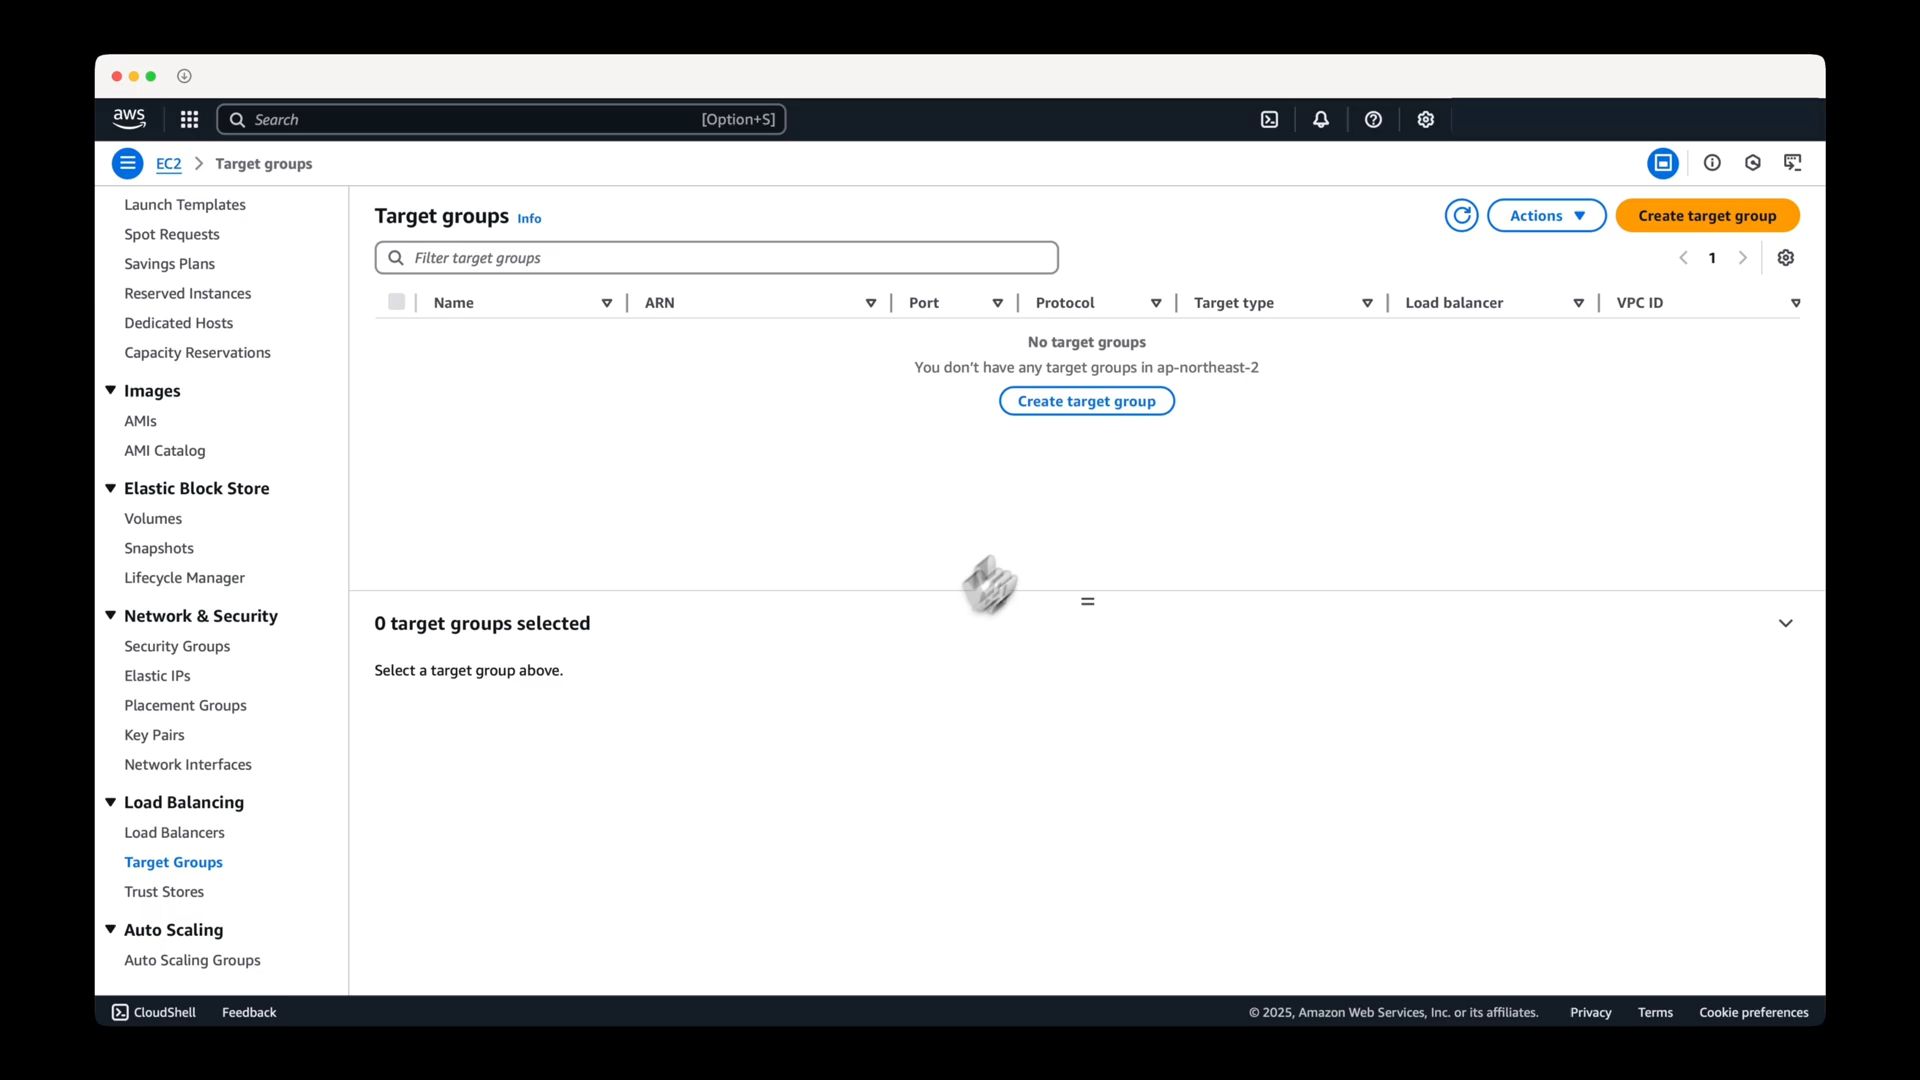 aws
Search [Option+S]
EC2 Target groups
Launch Templates
Spot Requests
Savings Plans
Reserved Instances
Dedicated Hosts
Capacity Reservations
Images
AMIs
AMI Catalog
Elastic Block Store
Volumes
Snapshots
Lifecycle Manager
Network & Security
Security Groups
Elastic IPs
Placement Groups
Key Pairs
Network Interfaces
Load Balancing
Load Balancers
Target Groups
Trust Stores
Auto Scaling
Auto Scaling Groups
Target groups Info
Actions
Create target group
Filter target groups
1
Name ARN Port Protocol Target type Load balancer VPC ID
No target groups
You don't have any target groups in ap-northeast-2
Create target group
0 target groups selected
Select a target group above.
CloudShell Feedback
© 2025, Amazon Web Services, Inc. or its affiliates. Privacy Terms Cookie preferences